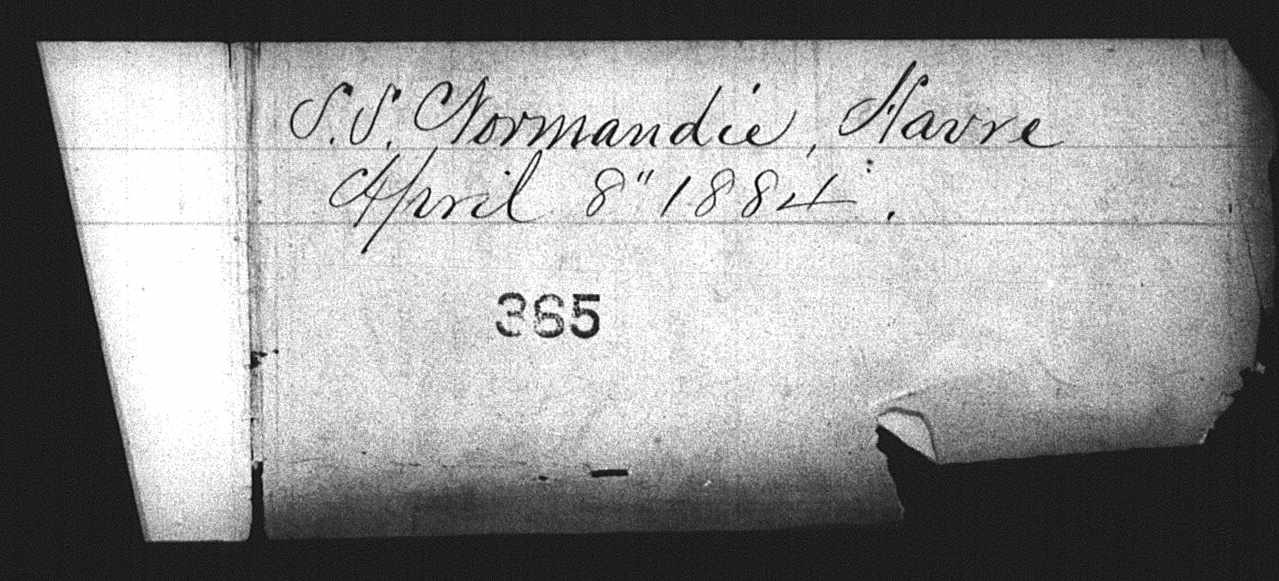 S.S. Normandie, Havre
April 8" 1884.
365